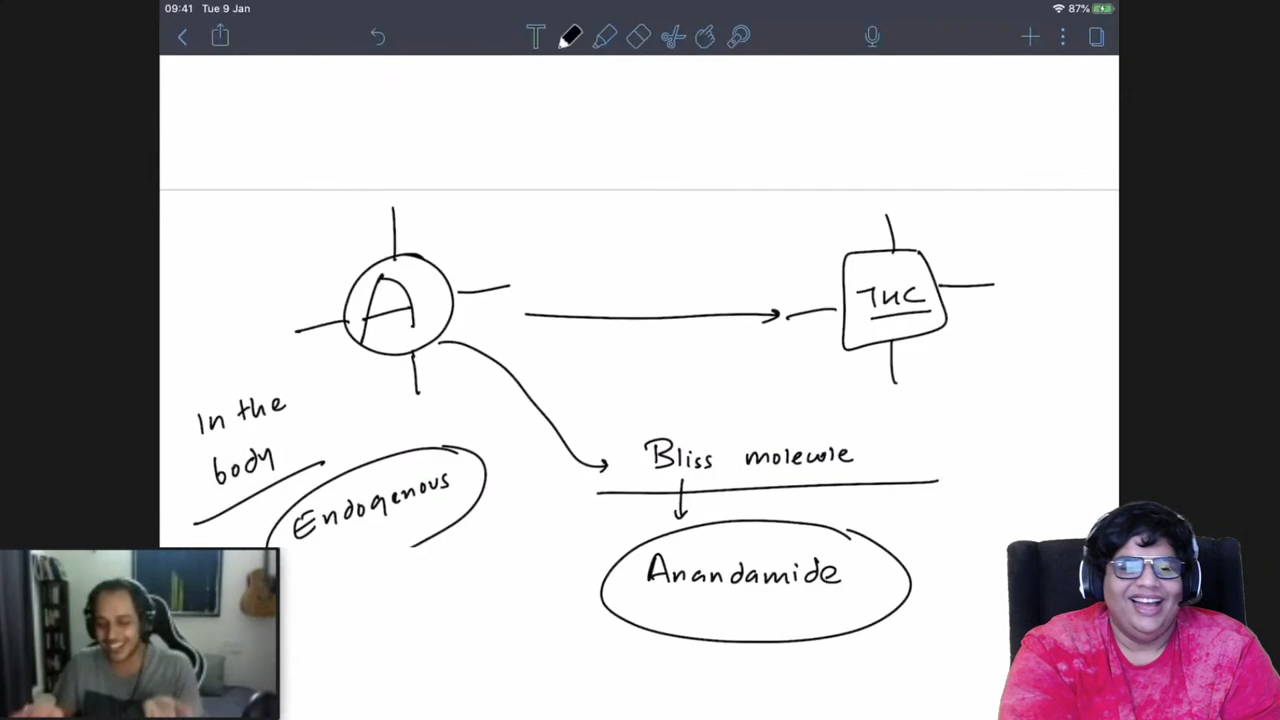 09:41 Tue 9 Jan
87%
T
A
THC
In the
body
Endogenous
Bliss molecule
Anandamide